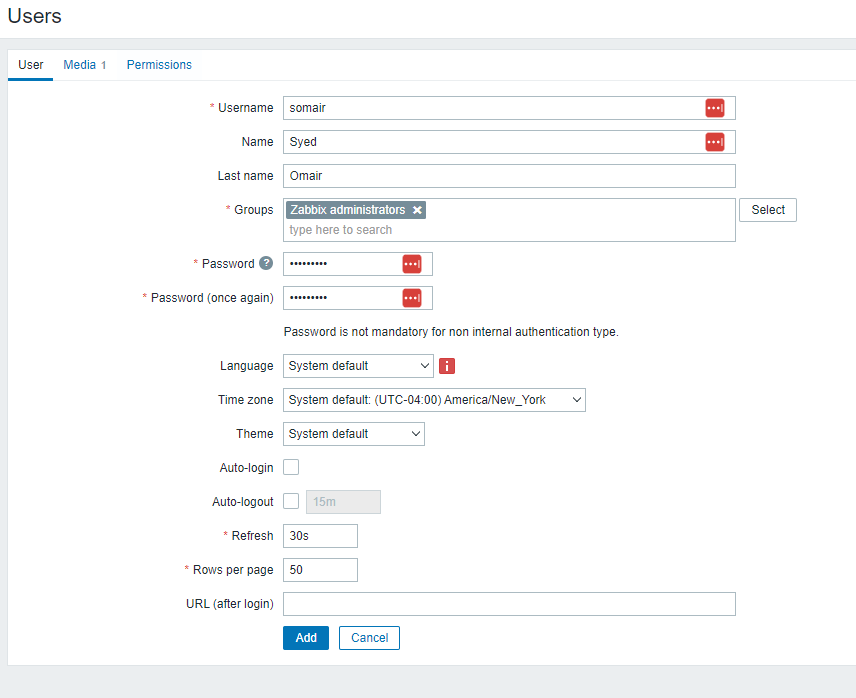 Users
User Media 1 Permissions
* Username somair
Name Syed
Last name Omair
* Groups Zabbix administrators ✕ Select
type here to search
* Password ? •••••••••
* Password (once again) •••••••••
Password is not mandatory for non internal authentication type.
Language System default i
Time zone System default: (UTC-04:00) America/New_York
Theme System default
Auto-login
Auto-logout 15m
* Refresh 30s
* Rows per page 50
URL (after login)
Add Cancel